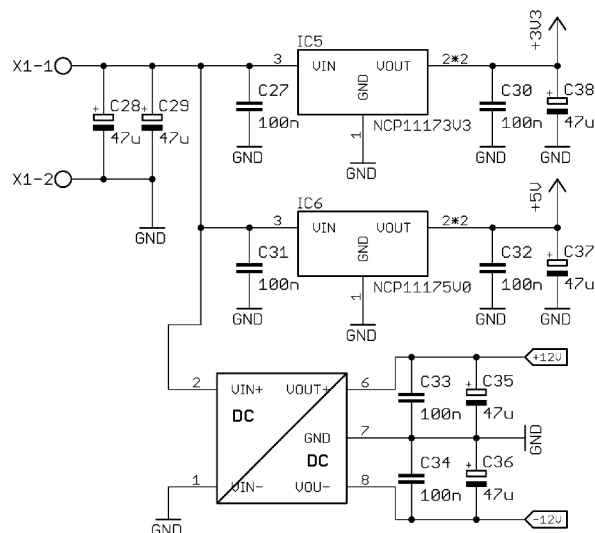 X1-1
X1-2
C28
47u
C29
47u
GND
C27
100n
GND
IC5
3
VIN
VOUT
GND
2*2
1
NCP11173V3
GND
C30
100n
GND
+3V3
C38
47u
GND
IC6
3
VIN
VOUT
GND
2*2
1
NCP11175V0
GND
C31
100n
GND
C32
100n
GND
+5V
C37
47u
GND
2
VIN+
VOUT+
6
DC
GND
7
DC
1
VIN-
VOU-
8
GND
C33
100n
C35
47u
+12V
GND
C34
100n
C36
47u
-12V